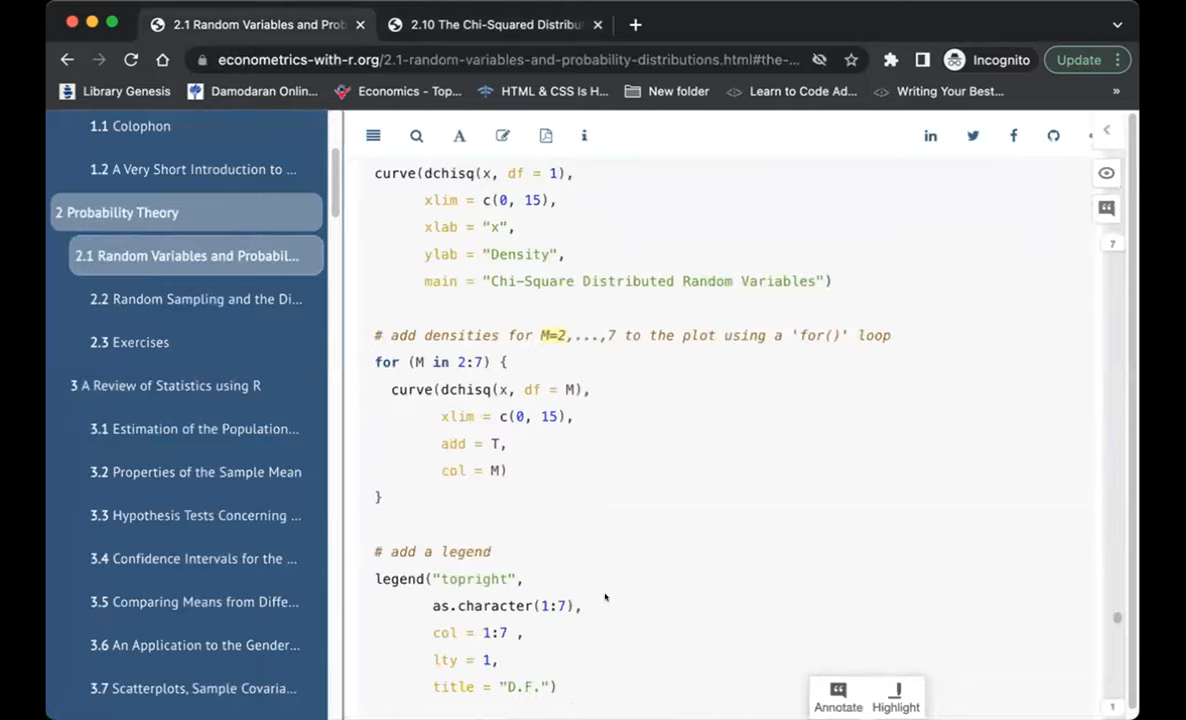 2.1 Random Variables and Prob
2.10 The Chi-Squared Distribu
econometrics-with-r.org/2.1-random-variables-and-probability-distributions.html#the-...
Incognito
Update
Library Genesis
Damodaran Onlin...
Economics - Top...
HTML & CSS Is H...
New folder
Learn to Code Ad...
Writing Your Best...
»
1.1 Colophon
1.2 A Very Short Introduction to ...
2 Probability Theory
2.1 Random Variables and Probabil...
2.2 Random Sampling and the Di...
2.3 Exercises
3 A Review of Statistics using R
3.1 Estimation of the Population...
3.2 Properties of the Sample Mean
3.3 Hypothesis Tests Concerning ...
3.4 Confidence Intervals for the ...
3.5 Comparing Means from Diffe...
3.6 An Application to the Gender...
3.7 Scatterplots, Sample Covaria...
A
i
in
f
curve(dchisq(x, df = 1),
xlim = c(0, 15),
xlab = "x",
ylab = "Density",
main = "Chi-Square Distributed Random Variables")
# add densities for M=2,...,7 to the plot using a 'for()' loop
for (M in 2:7) {
curve(dchisq(x, df = M),
xlim = c(0, 15),
add = T,
col = M)
}
# add a legend
legend("topright",
as.character(1:7),
col = 1:7 ,
lty = 1,
title = "D.F.")
7
1
Annotate
Highlight